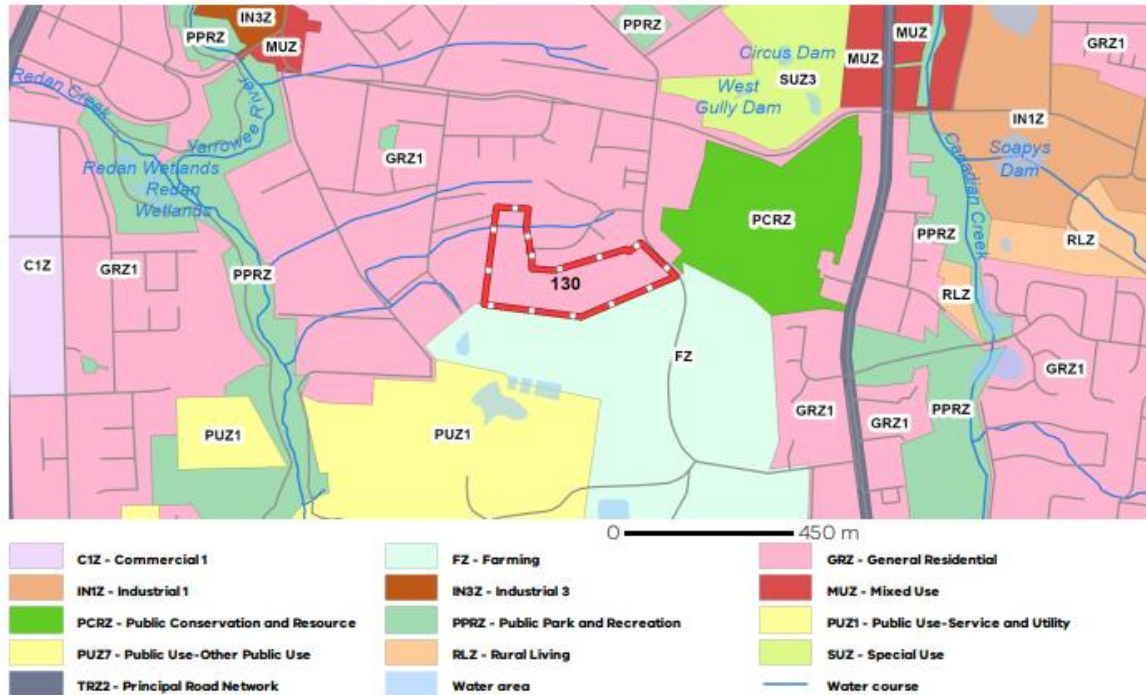 IN3Z
PPRZ
MUZ
PPRZ
MUZ
MUZ
GRZ1
Circus Dam
SUZ3
West
Gully Dam
Redan Creek
Yarrowee River
Redan Wetlands
Redan
Wetlands
GRZ1
IN1Z
Soapys
Dam
Canadian Creek
PCRZ
PPRZ
RLZ
C1Z
GRZ1
PPRZ
130
RLZ
FZ
GRZ1
GRZ1
GRZ1
PPRZ
PUZ1
PUZ1
0 450 m
C1Z - Commercial 1
FZ - Farming
GRZ - General Residential
IN1Z - Industrial 1
IN3Z - Industrial 3
MUZ - Mixed Use
PCRZ - Public Conservation and Resource
PPRZ - Public Park and Recreation
PUZ1 - Public Use-Service and Utility
PUZ7 - Public Use-Other Public Use
RLZ - Rural Living
SUZ - Special Use
TRZ2 - Principal Road Network
Water area
Water course